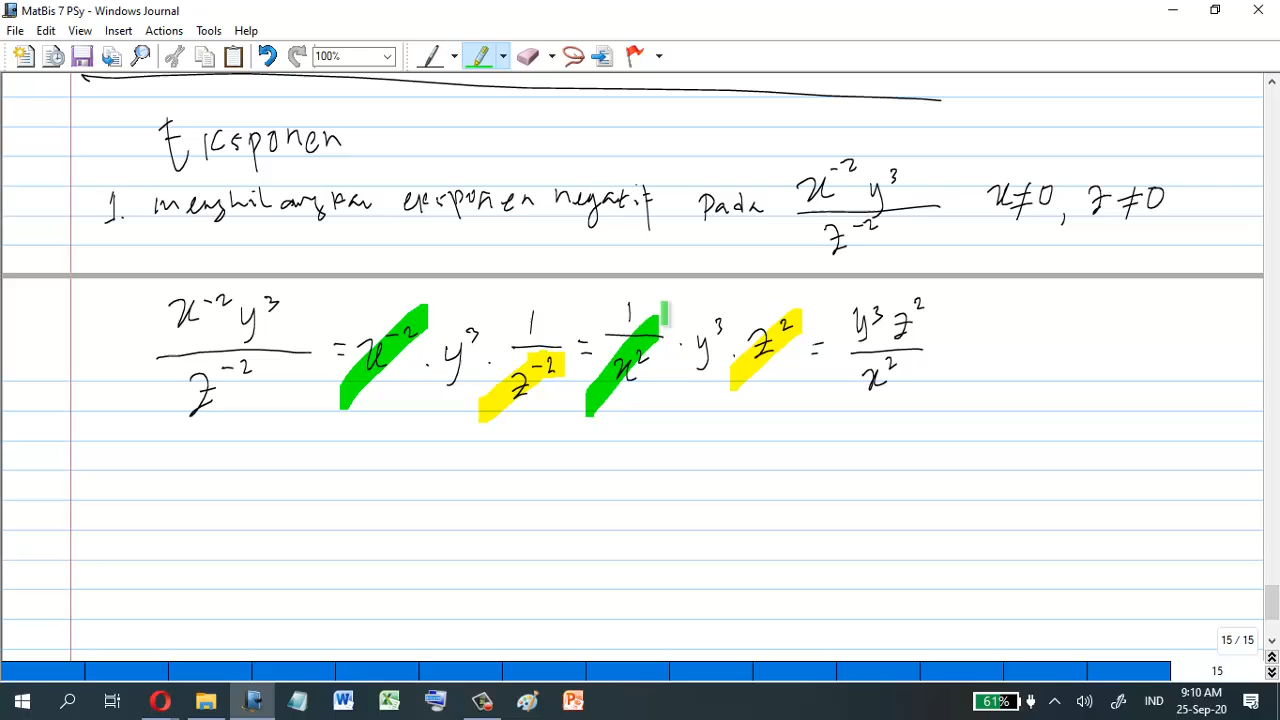 MatBis 7 PSy - Windows Journal
File Edit View Insert Actions Tools Help
100%
Eksponen
1. menghilangkan eksponen negatif pada x⁻² y³ / z⁻² x≠0, z≠0
x⁻² y³ / z⁻² = x⁻² · y³ · 1 / z⁻² = 1 / x² · y³ · z² = y³ z² / x²
15 / 15
15
61% IND 9:10 AM
25-Sep-20